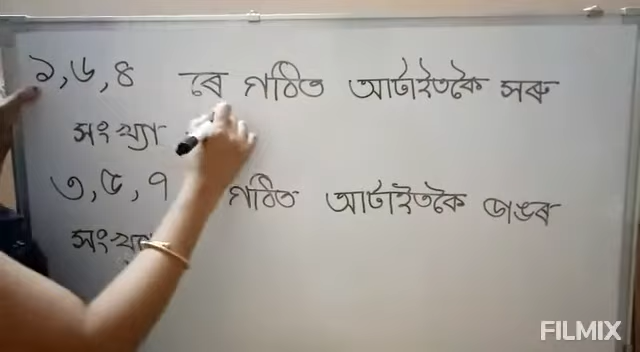 ১,৬,৪ ৰে গঠিত আটাইতকৈ সৰু
সংখ্যা
৩,৫,৭ গঠিত আটাইতকৈ ডাঙৰ
সংখ্যা
FILMIX